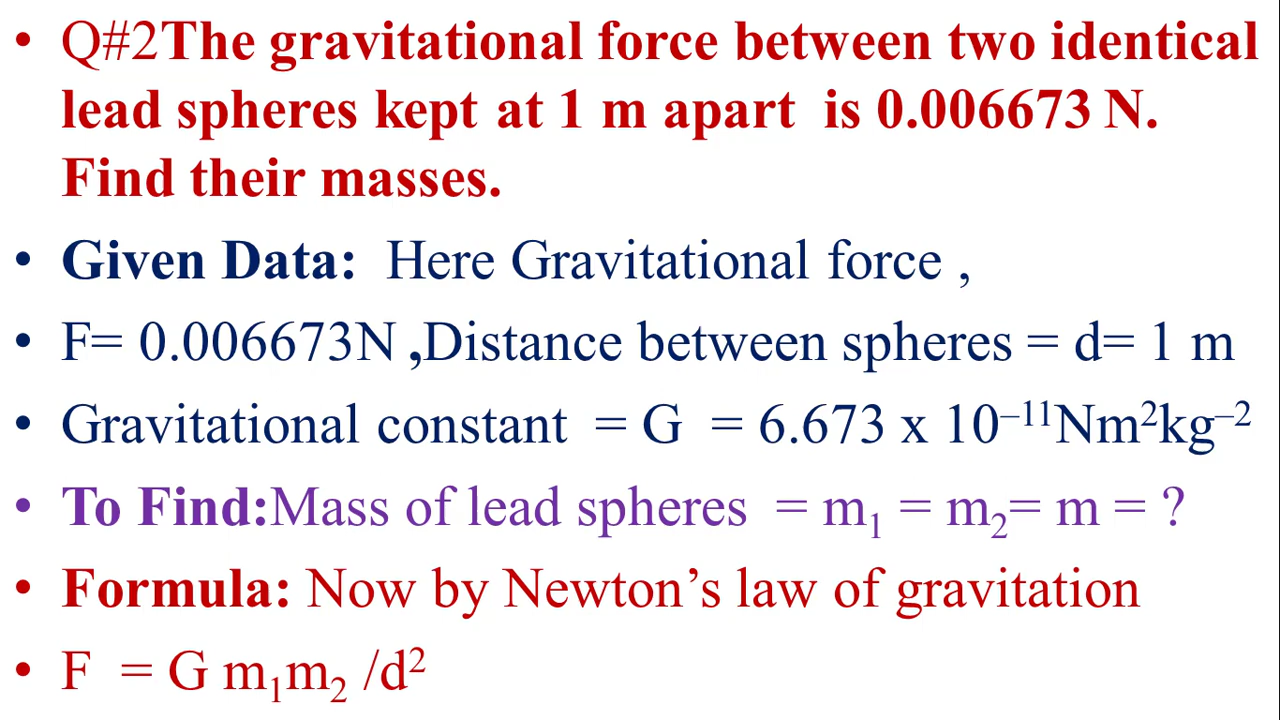 • Q#2The gravitational force between two identical
lead spheres kept at 1 m apart is 0.006673 N.
Find their masses.
• Given Data: Here Gravitational force ,
• F= 0.006673N ,Distance between spheres = d= 1 m
• Gravitational constant = G = 6.673 x 10⁻¹¹Nm²kg⁻²
• To Find:Mass of lead spheres = m₁ = m₂= m = ?
• Formula: Now by Newton’s law of gravitation
• F = G m₁m₂ /d²